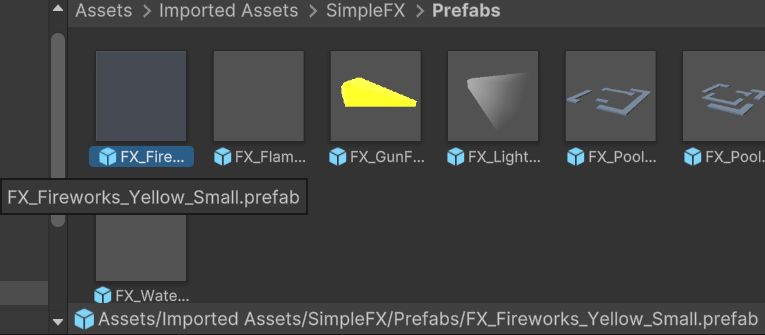 Assets > Imported Assets > SimpleFX > Prefabs
FX_Fire... FX_Flam... FX_GunF... FX_Light... FX_Pool... FX_Pool.
FX_Fireworks_Yellow_Small.prefab
FX_Wate...
Assets/Imported Assets/SimpleFX/Prefabs/FX_Fireworks_Yellow_Small.prefab